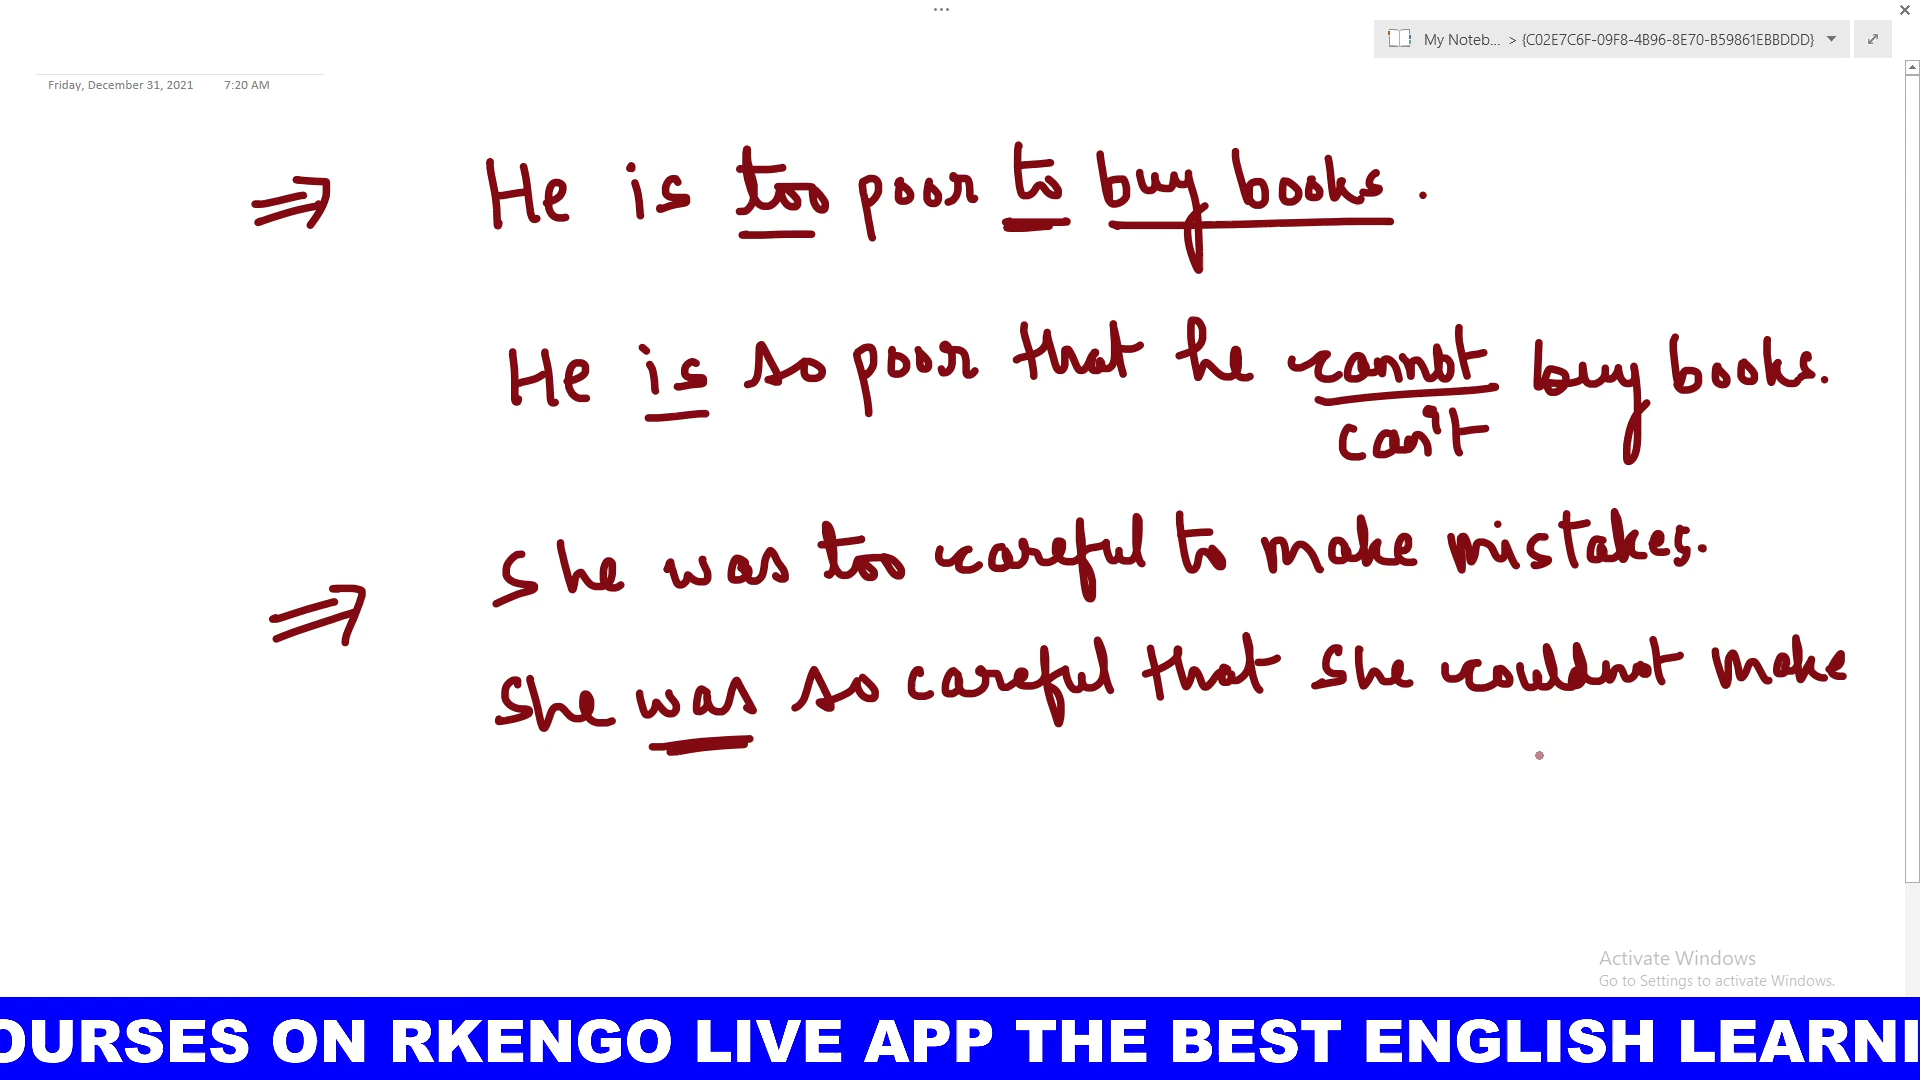 ...
My Noteb... > {C02E7C6F-09F8-4B96-8E70-B59861EBBDDD}
Friday, December 31, 2021 7:20 AM
⇒ He is too poor to buy books.
He is so poor that he cannot buy books.
can't
She was too careful to make mistakes.
⇒
She was so careful that she couldnot make
Activate Windows
Go to Settings to activate Windows.
OURSES ON RKENGO LIVE APP THE BEST ENGLISH LEARNI